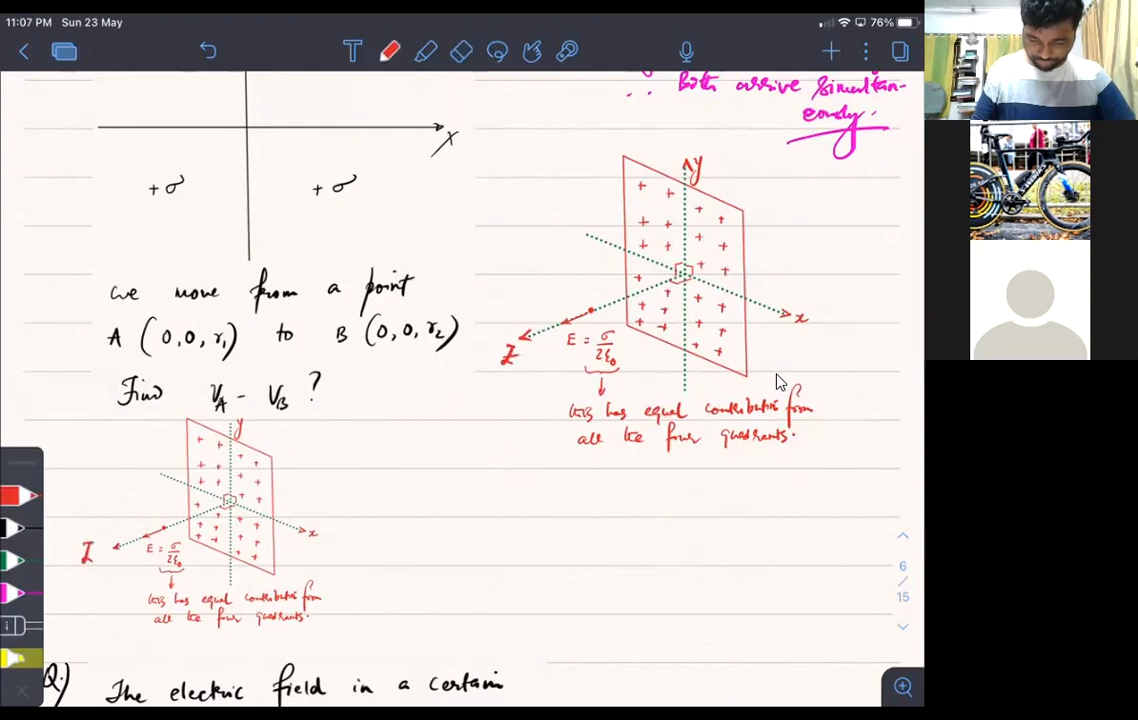 11:07 PM Sun 23 May
76%
∴ Both arrive simultan-
eously.
X
+σ +σ
we move from a point
A (0,0,r₁) to B (0,0,r₂)
Find V_A - V_B ?
y
x
Z
E = σ/2ε₀
this has equal contribution from
all the four quadrants.
y
x
Z
E = σ/2ε₀
this has equal contribution from
all the four quadrants.
6
/
15
Q.) The electric field in a certain